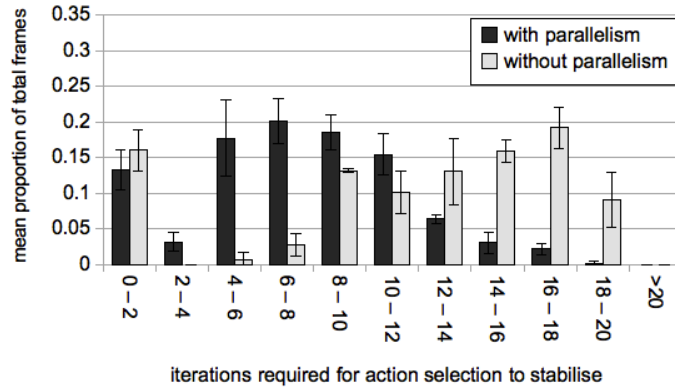 mean proportion of total frames
0.35
0.3
0.25
0.2
0.15
0.1
0.05
0
with parallelism
without parallelism
0 – 2
2 – 4
4 – 6
6 – 8
8 – 10
10 – 12
12 – 14
14 – 16
16 – 18
18 – 20
>20
iterations required for action selection to stabilise